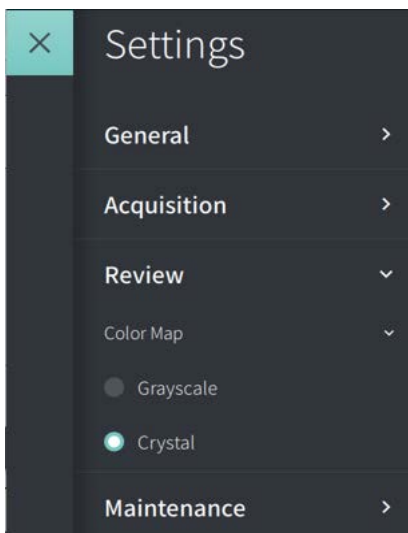 Settings
General
Acquisition
Review
Color Map
Grayscale
Crystal
Maintenance